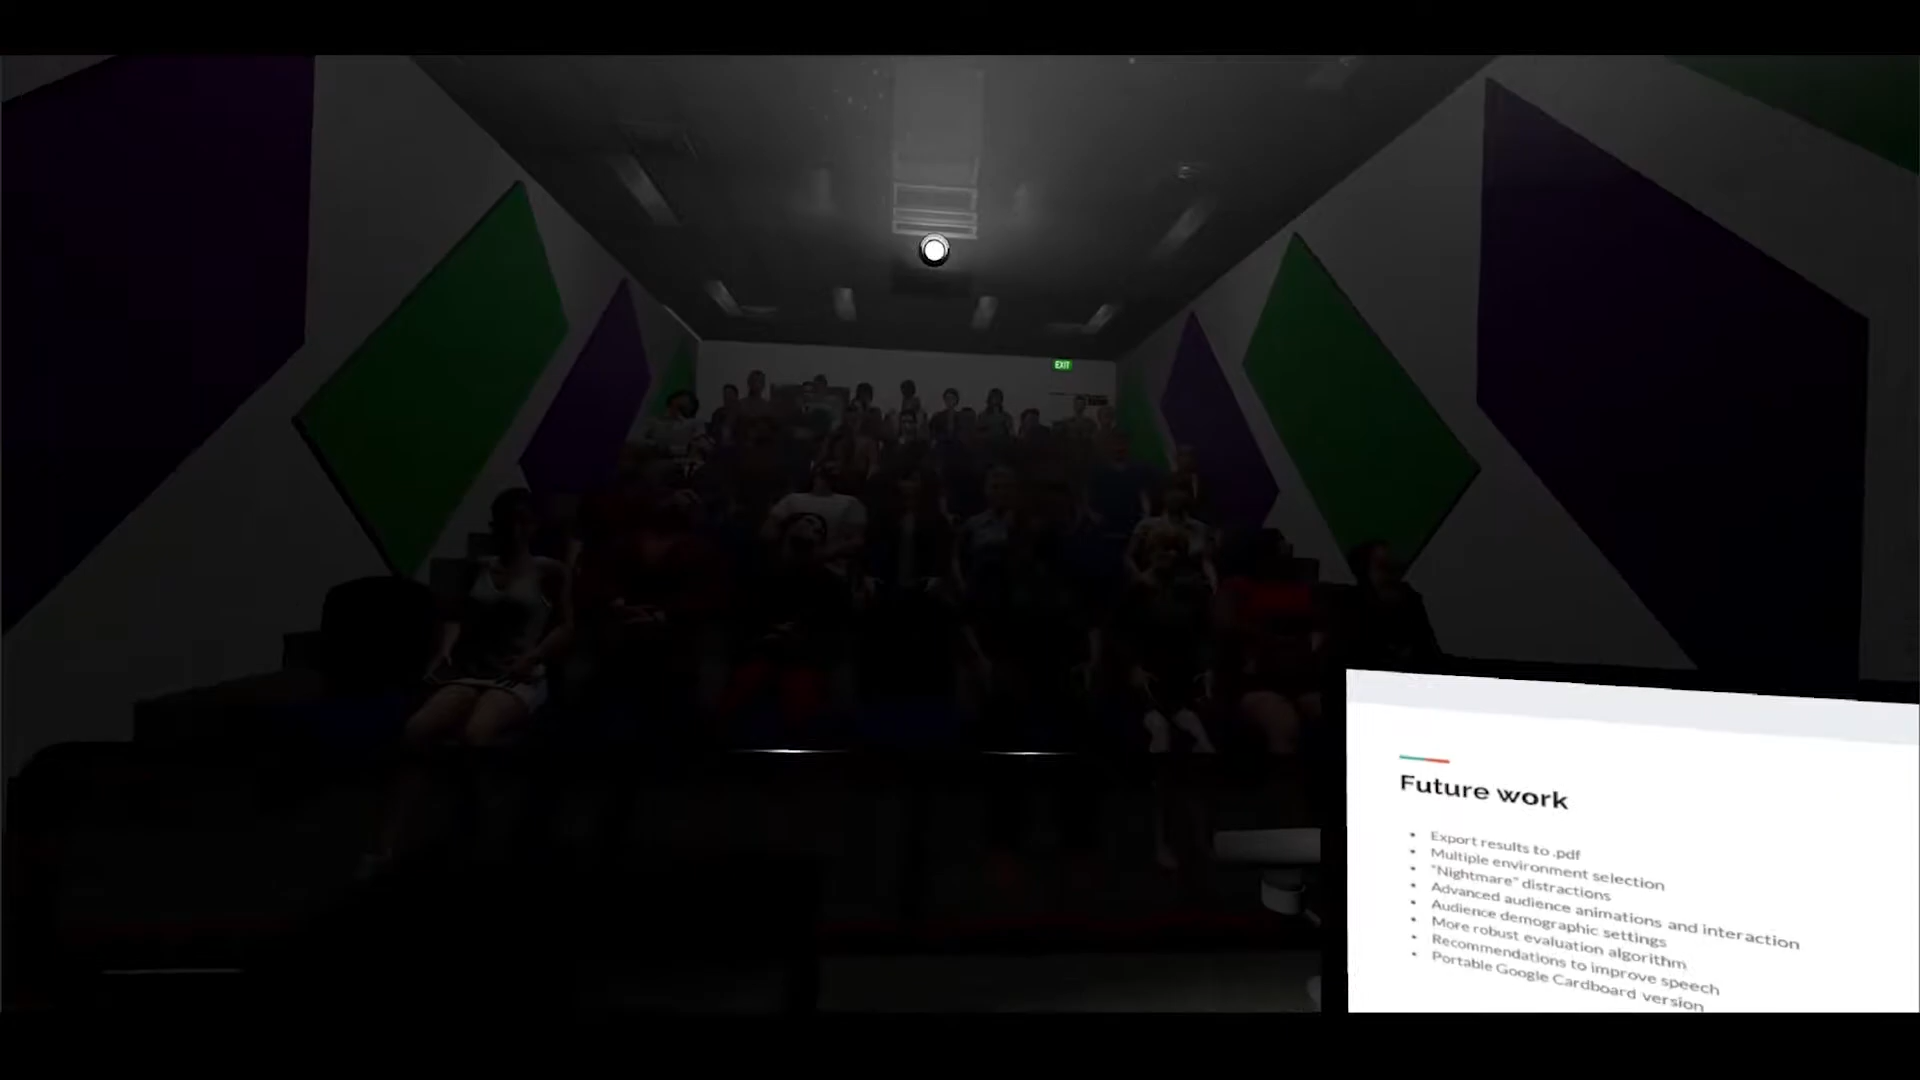 EXIT
Future work
Export results to .pdf
Multiple environment selection
"Nightmare" distractions
Advanced audience animations and interaction
Audience demographic settings
More robust evaluation algorithm
Recommendations to improve speech
Portable Google Cardboard version